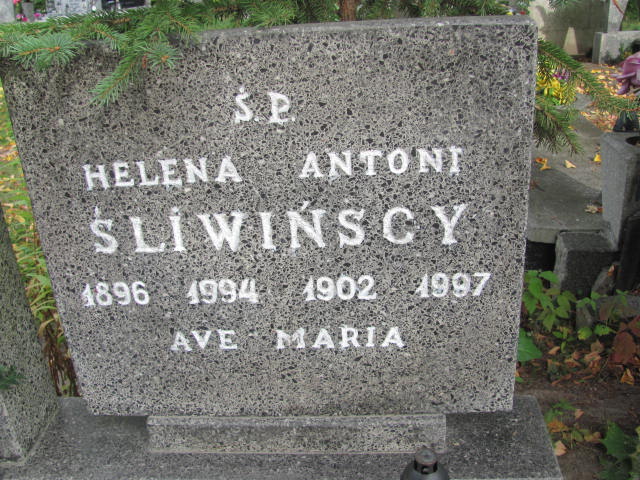 Ś.P.
HELENA ANTONI
ŚLIWIŃSCY
1896 1994 1902 1997
AVE MARIA